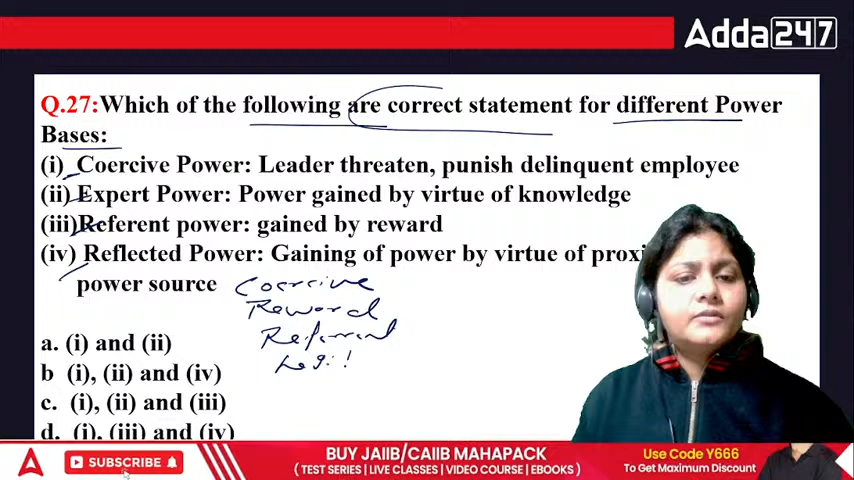 Adda247
Q.27:Which of the following are correct statement for different Power
Bases:
(i) Coercive Power: Leader threaten, punish delinquent employee
(ii) Expert Power: Power gained by virtue of knowledge
(iii)Referent power: gained by reward
(iv) Reflected Power: Gaining of power by virtue of
power source
Coercive
Reward
a. (i) and (ii)
b (i), (ii) and (iv)
c. (i), (ii) and (iii)
d. (i), (iii) and (iv)
SUBSCRIBE
BUY JAIIB/CAIIB MAHAPACK
( TEST SERIES | LIVE CLASSES | VIDEO COURSE | EBOOKS )
Use Code Y666
To Get Maximum Discount